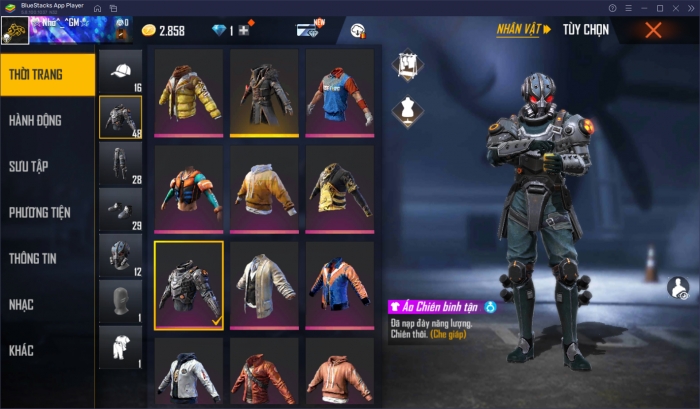 BlueStacks App Player
2.858
1
NEW
NHÂN VẬT
TÙY CHỌN
THỜI TRANG
HÀNH ĐỘNG
SƯU TẬP
PHƯƠNG TIỆN
THÔNG TIN
NHẠC
KHÁC
16
48
28
29
12
1
1
Áo Chiến binh tận
Đã nạp đầy năng lượng.
Chiến thôi. (Che giáp)